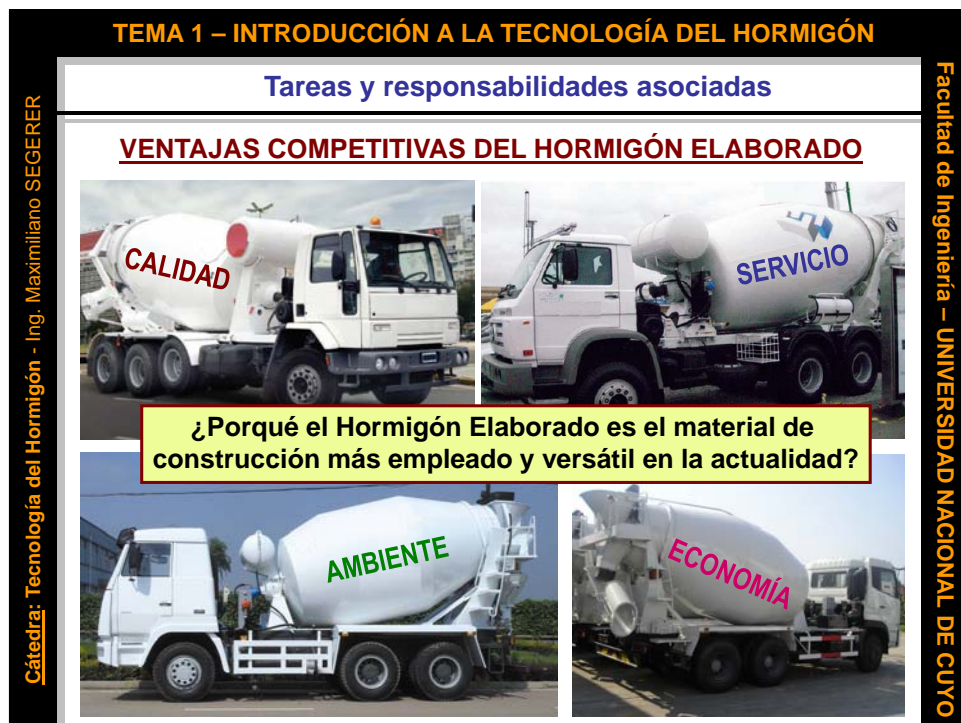 TEMA 1 – INTRODUCCIÓN A LA TECNOLOGÍA DEL HORMIGÓN
Tareas y responsabilidades asociadas
VENTAJAS COMPETITIVAS DEL HORMIGÓN ELABORADO
CALIDAD
SERVICIO
¿Porqué el Hormigón Elaborado es el material de
construcción más empleado y versátil en la actualidad?
AMBIENTE
ECONOMÍA
Cátedra: Tecnología del Hormigón - Ing. Maximiliano SEGERER
Facultad de Ingeniería – UNIVERSIDAD NACIONAL DE CUYO